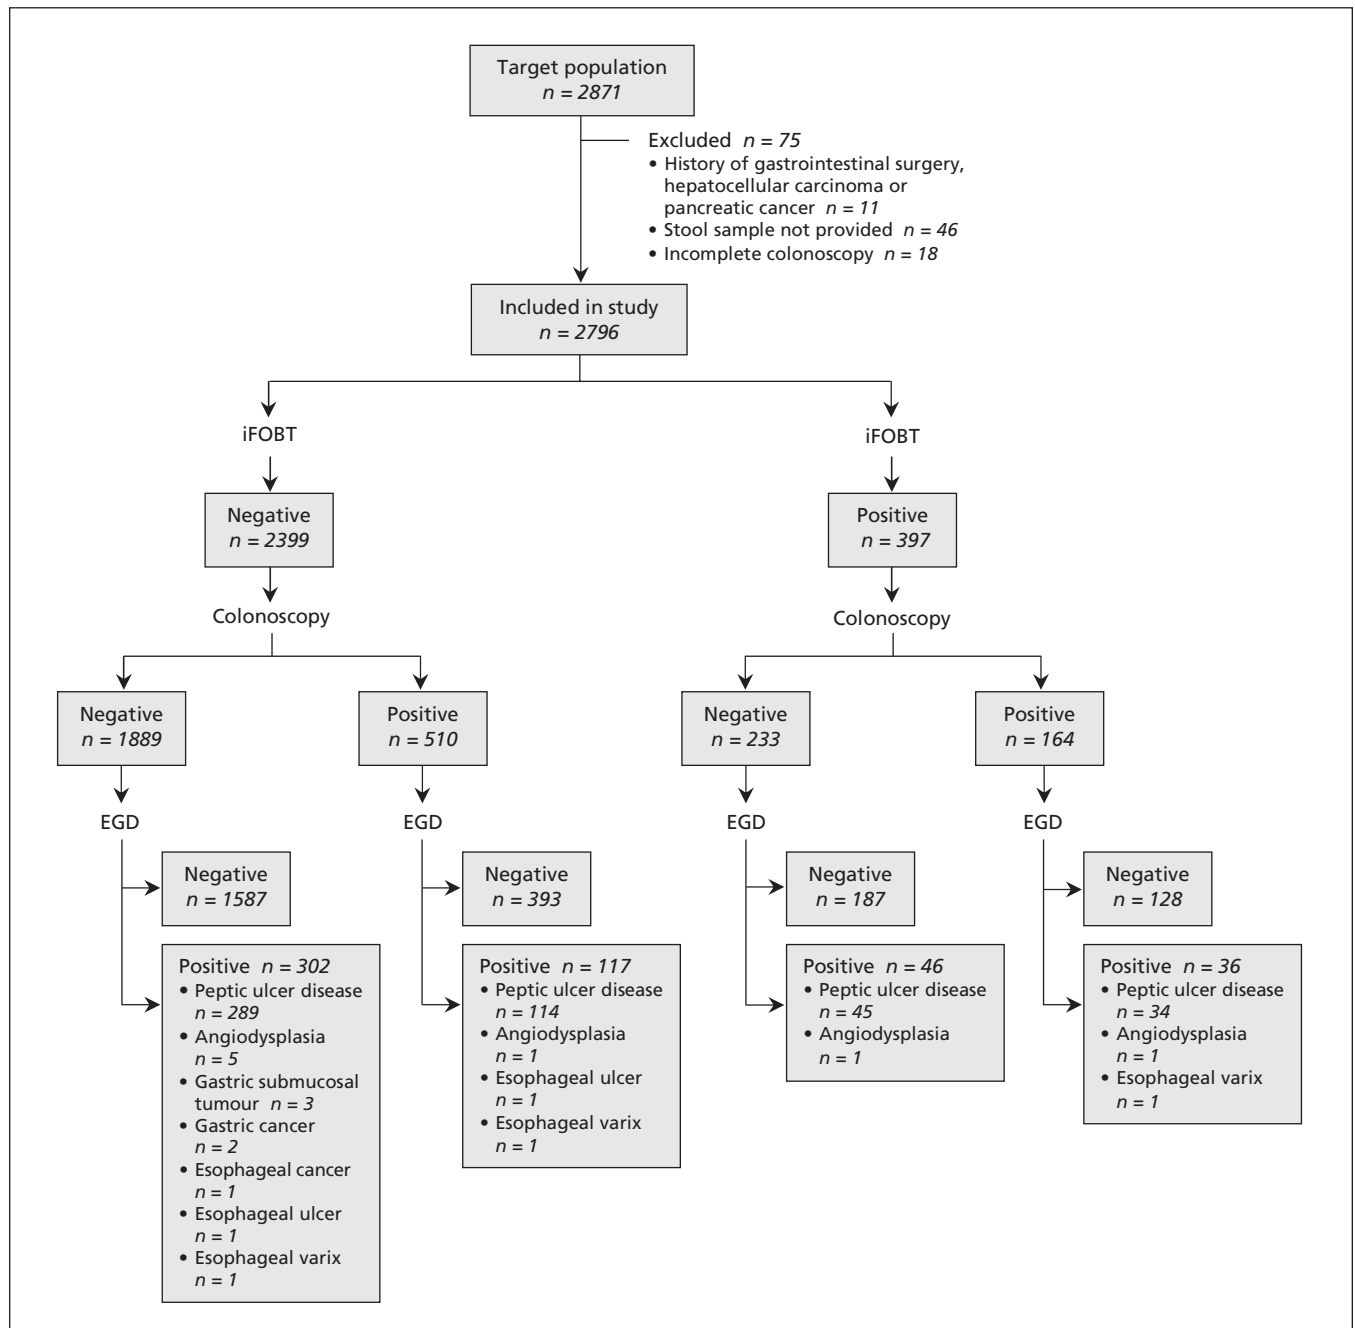 Target population
n = 2871
Excluded n = 75
• History of gastrointestinal surgery,
hepatocellular carcinoma or
pancreatic cancer n = 11
• Stool sample not provided n = 46
• Incomplete colonoscopy n = 18
Included in study
n = 2796
iFOBT
iFOBT
Negative
n = 2399
Positive
n = 397
Colonoscopy
Colonoscopy
Negative
n = 1889
Positive
n = 510
Negative
n = 233
Positive
n = 164
EGD
EGD
EGD
EGD
Negative
n = 1587
Negative
n = 393
Negative
n = 187
Negative
n = 128
Positive n = 302
• Peptic ulcer disease
n = 289
• Angiodysplasia
n = 5
• Gastric submucosal
tumour n = 3
• Gastric cancer
n = 2
• Esophageal cancer
n = 1
• Esophageal ulcer
n = 1
• Esophageal varix
n = 1
Positive n = 117
• Peptic ulcer disease
n = 114
• Angiodysplasia
n = 1
• Esophageal ulcer
n = 1
• Esophageal varix
n = 1
Positive n = 46
• Peptic ulcer disease
n = 45
• Angiodysplasia
n = 1
Positive n = 36
• Peptic ulcer disease
n = 34
• Angiodysplasia
n = 1
• Esophageal varix
n = 1